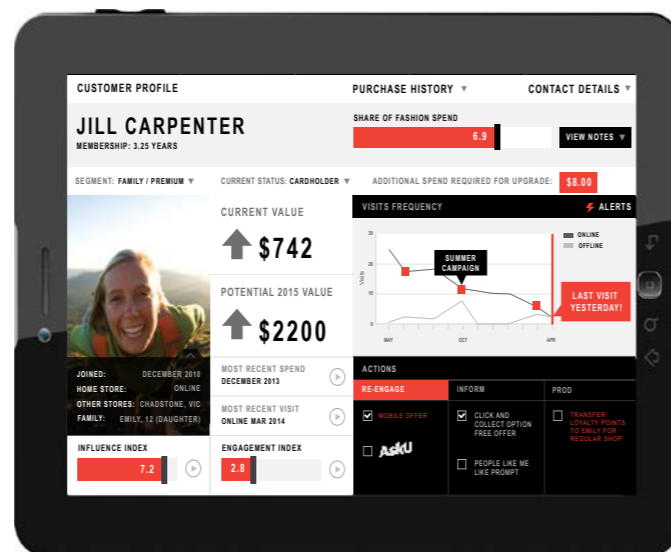 CUSTOMER PROFILE
PURCHASE HISTORY
CONTACT DETAILS
JILL CARPENTER
MEMBERSHIP: 3.25 YEARS
SHARE OF FASHION SPEND
6.9
VIEW NOTES
SEGMENT: FAMILY / PREMIUM
CURRENT STATUS: CARDHOLDER
ADDITIONAL SPEND REQUIRED FOR UPGRADE:
$8.00
CURRENT VALUE
$742
POTENTIAL 2015 VALUE
$2200
VISITS FREQUENCY
ALERTS
ONLINE
OFFLINE
30
20
10
0
Visits
SUMMER
CAMPAIGN
LAST VISIT
YESTERDAY!
MAY
OCT
APR
JOINED: DECEMBER 2010
HOME STORE: ONLINE
OTHER STORES: CHADSTONE, VIC
FAMILY: EMILY, 12 (DAUGHTER)
MOST RECENT SPEND
DECEMBER 2013
MOST RECENT VISIT
ONLINE MAR 2014
INFLUENCE INDEX
7.2
ENGAGEMENT INDEX
2.8
ACTIONS
RE-ENGAGE
INFORM
PROD
MOBILE OFFER
AskU
CLICK AND
COLLECT OPTION
FREE OFFER
PEOPLE LIKE ME
LIKE PROMPT
TRANSFER
LOYALTY POINTS
TO EMILY FOR
REGULAR SHOP